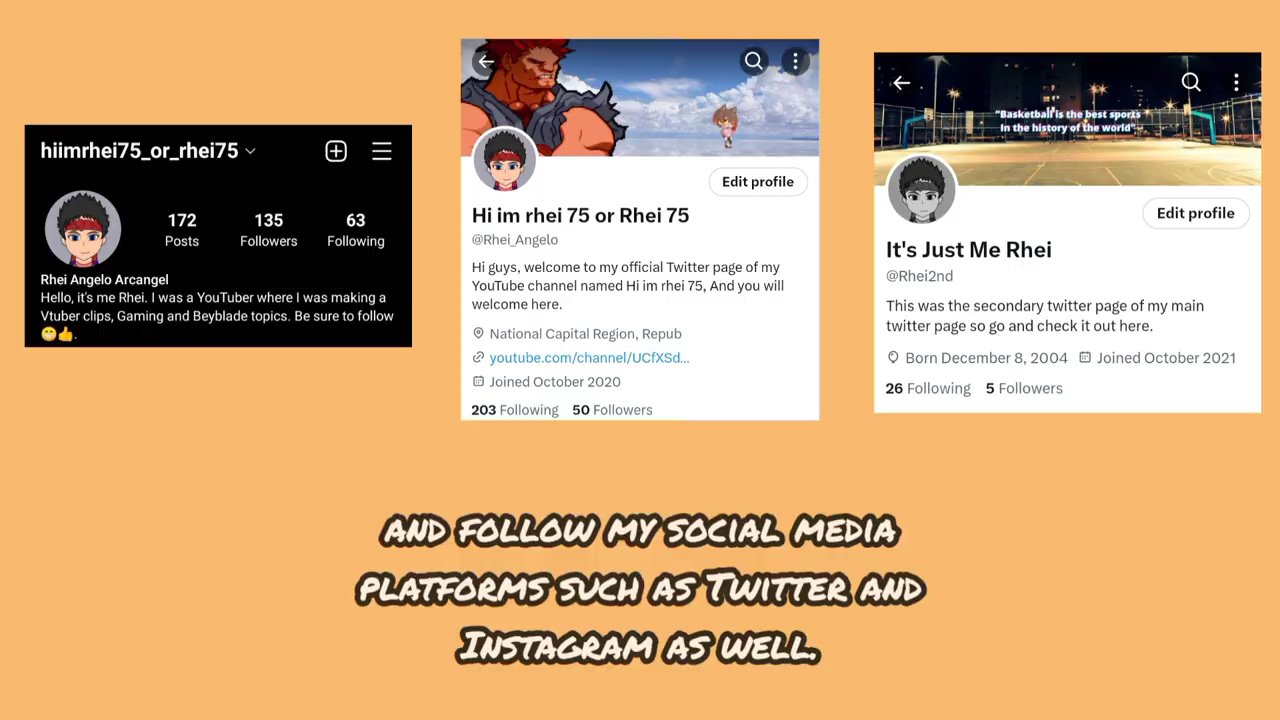 hiimrhei75_or_rhei75
172 135 63
Posts Followers Following
Rhei Angelo Arcangel
Hello, it's me Rhei. I was a YouTuber where I was making a
Vtuber clips, Gaming and Beyblade topics. Be sure to follow
😁👍.
Edit profile
Hi im rhei 75 or Rhei 75
@Rhei_Angelo
Hi guys, welcome to my official Twitter page of my
YouTube channel named Hi im rhei 75, And you will
welcome here.
National Capital Region, Repub
youtube.com/channel/UCfXSd...
Joined October 2020
203 Following 50 Followers
"Basketball is the best sports
in the history of the world".
Edit profile
It's Just Me Rhei
@Rhei2nd
This was the secondary twitter page of my main
twitter page so go and check it out here.
Born December 8, 2004 Joined October 2021
26 Following 5 Followers
and follow my social media
platforms such as Twitter and
Instagram as well.